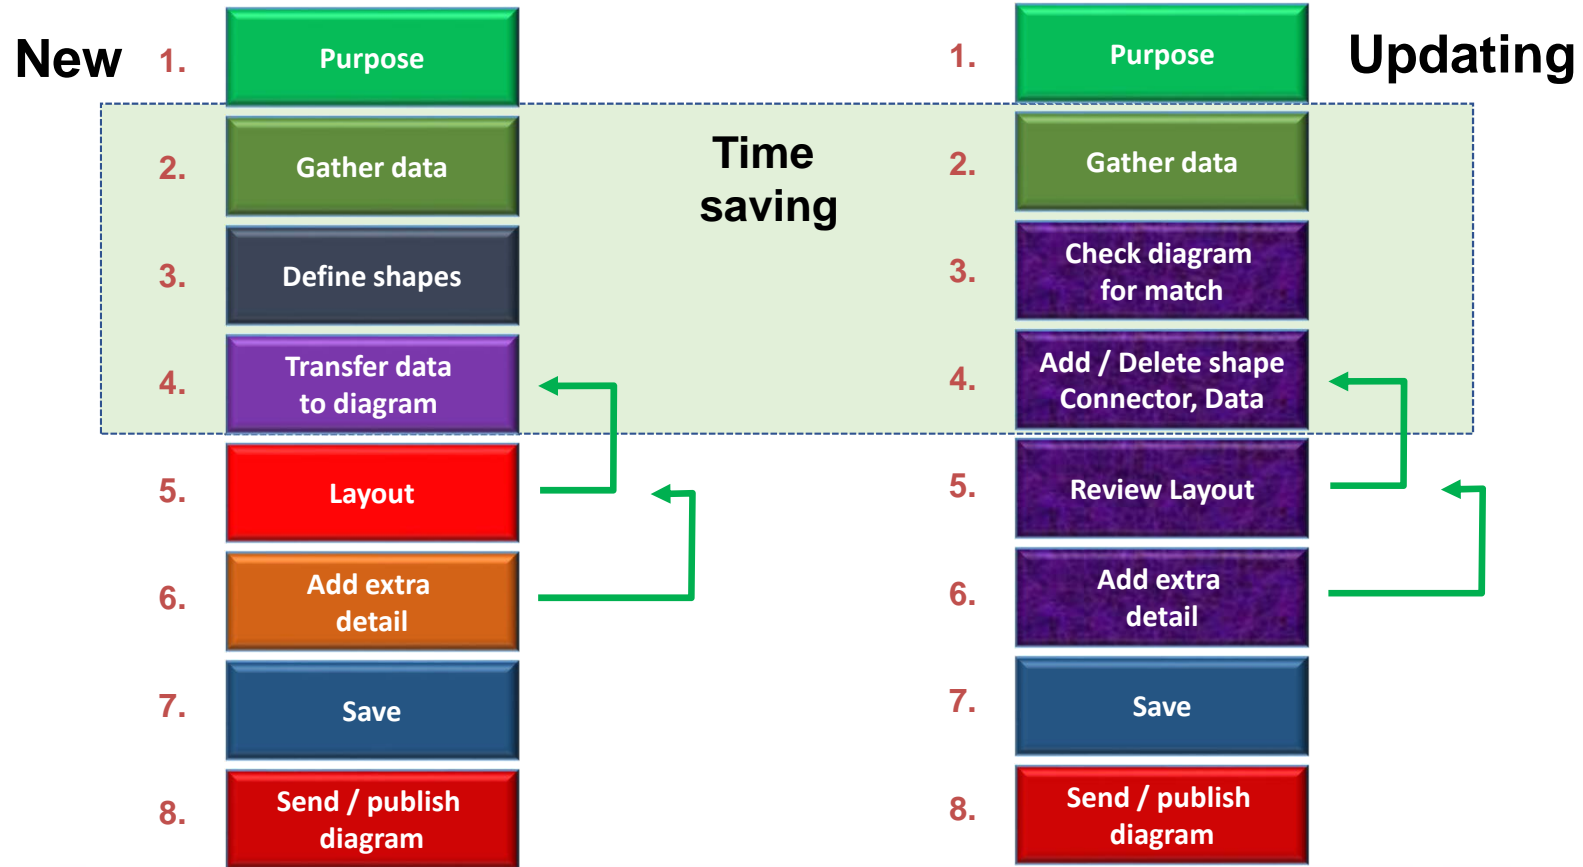 New
1.
Purpose
2.
Gather data
3.
Define shapes
4.
Transfer data
to diagram
5.
Layout
6.
Add extra
detail
7.
Save
8.
Send / publish
diagram
Time
saving
Updating
1.
Purpose
2.
Gather data
3.
Check diagram
for match
4.
Add / Delete shape
Connector, Data
5.
Review Layout
6.
Add extra
detail
7.
Save
8.
Send / publish
diagram